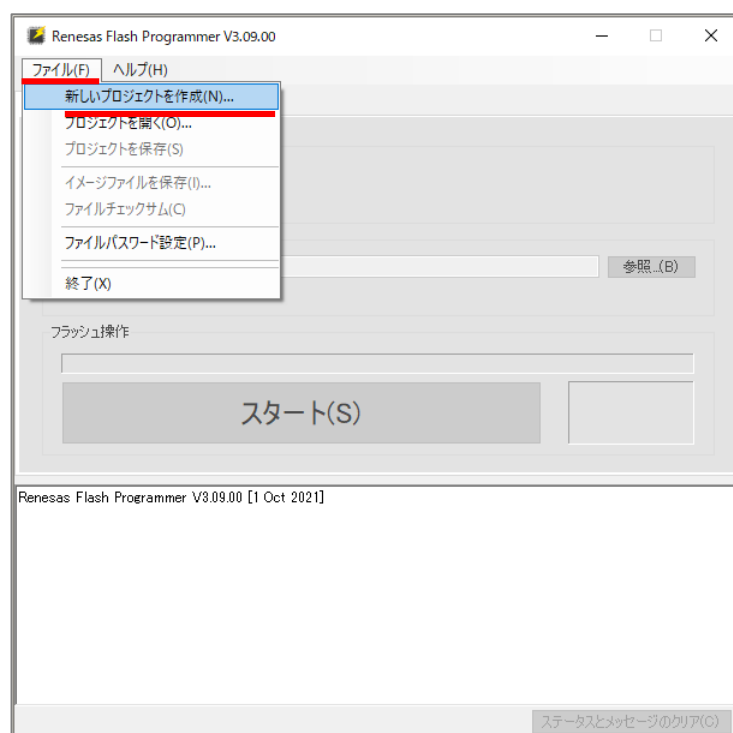 Renesas Flash Programmer V3.09.00
ファイル(F) ヘルプ(H)
新しいプロジェクトを作成(N)...
プロジェクトを開く(O)...
プロジェクトを保存(S)
イメージファイルを保存(I)...
ファイルチェックサム(C)
ファイルパスワード設定(P)...
参照...(B)
終了(X)
フラッシュ操作
スタート(S)
Renesas Flash Programmer V3.09.00 [1 Oct 2021]
ステータスとメッセージのクリア(C)